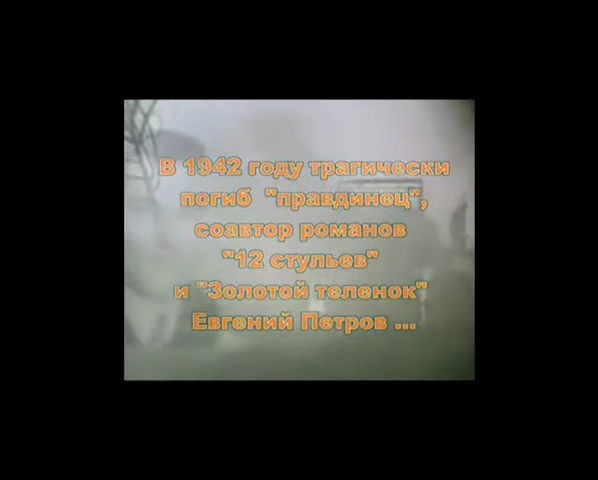 В 1942 году трагически
погиб "правдинец",
соавтор романов
"12 стульев"
и "Золотой теленок"
Евгений Петров ...